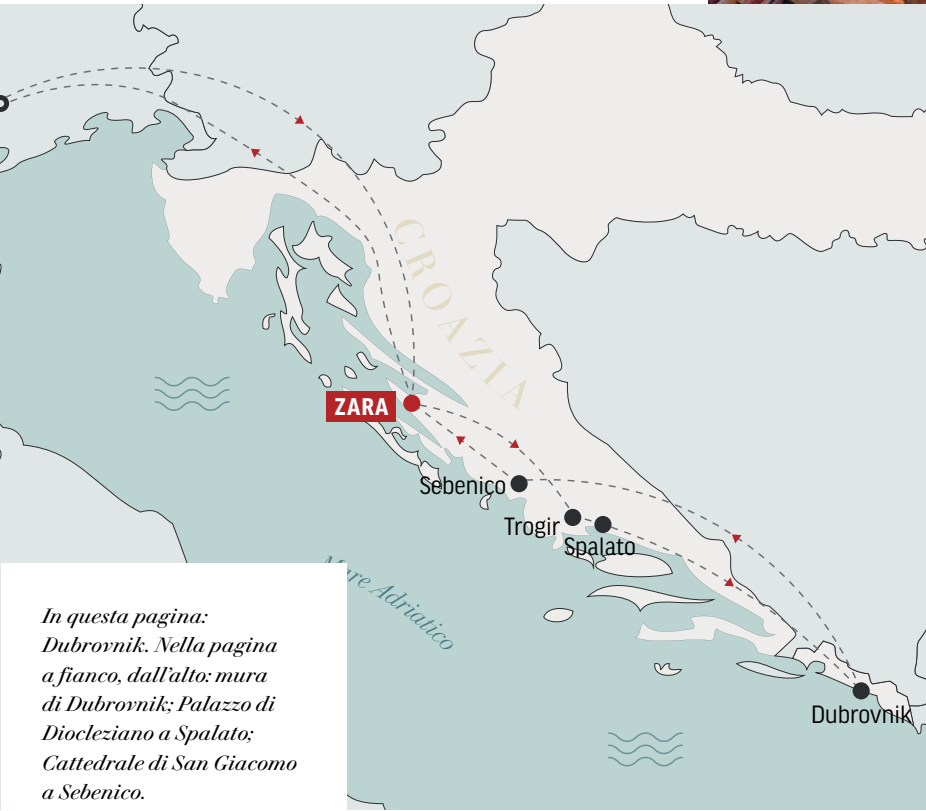 CROAZIA
ZARA
Sebenico
Trogir
Spalato
Mare Adriatico
Dubrovnik
In questa pagina:
Dubrovnik. Nella pagina
a fianco, dall'alto: mura
di Dubrovnik; Palazzo di
Diocleziano a Spalato;
Cattedrale di San Giacomo
a Sebenico.